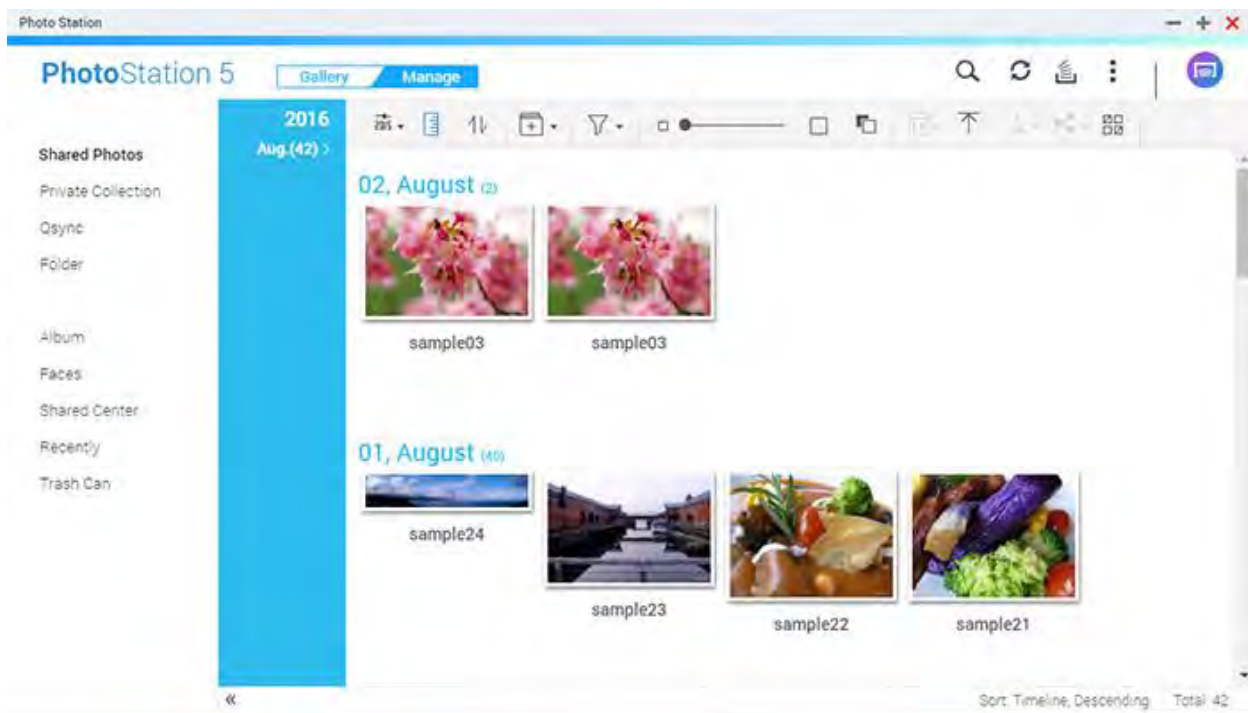 Photo Station
PhotoStation 5
Gallery
Manage
Shared Photos
Private Collection
Qsync
Folder
Album
Faces
Shared Center
Recently
Trash Can
2016
Aug.(42) >
02, August (2)
sample03
sample03
01, August (40)
sample24
sample23
sample22
sample21
«
Sort: Timeline, Descending
Total: 42